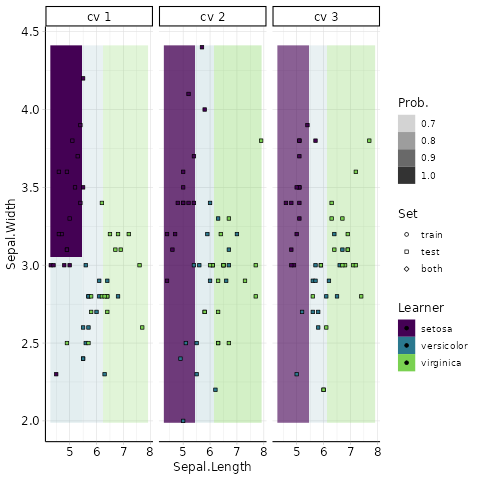 cv 1 cv 2 cv 3
4.5
4.0
3.5
3.0
2.5
2.0
Sepal.Width
5 6 7 8 5 6 7 8 5 6 7 8
Sepal.Length
Prob.
0.7
0.8
0.9
1.0
Set
train
test
both
Learner
setosa
versicolor
virginica